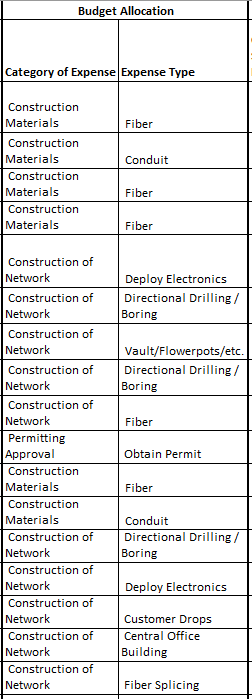 Budget Allocation
Category of Expense Expense Type
Construction
Materials Fiber
Construction
Materials Conduit
Construction
Materials Fiber
Construction
Materials Fiber
Construction of
Network Deploy Electronics
Construction of Directional Drilling /
Network Boring
Construction of
Network Vault/Flowerpots/etc.
Construction of Directional Drilling /
Network Boring
Construction of
Network Fiber
Permitting
Approval Obtain Permit
Construction
Materials Fiber
Construction
Materials Conduit
Construction of Directional Drilling /
Network Boring
Construction of
Network Deploy Electronics
Construction of
Network Customer Drops
Construction of Central Office
Network Building
Construction of
Network Fiber Splicing